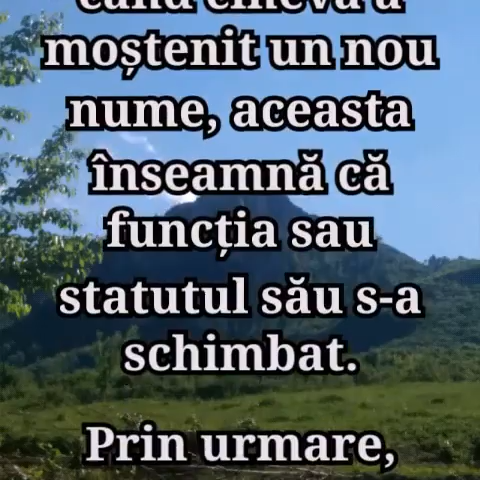 când cineva a
moștenit un nou
nume, aceasta
înseamnă că
funcția sau
statutul său s-a
schimbat.
Prin urmare,